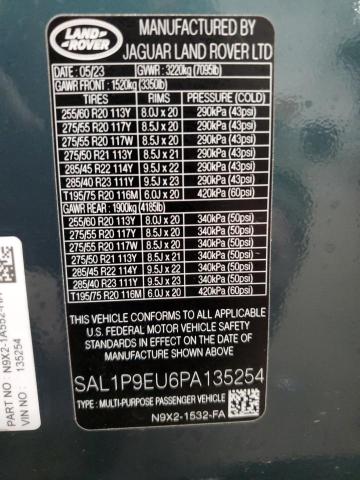 LAND
ROVER
MANUFACTURED BY
JAGUAR LAND ROVER LTD
DATE : 05/23 GVWR : 3220kg (7095lb)
GAWR FRONT : 1520kg (3350lb)
TIRES RIMS PRESSURE (COLD)
255/60 R20 113Y 8.0J x 20 290kPa (43psi)
275/55 R20 117Y 8.5J x 20 290kPa (43psi)
275/55 R20 117W 8.5J x 20 290kPa (43psi)
275/50 R21 113Y 8.5J x 21 290kPa (43psi)
285/45 R22 114Y 9.5J x 22 290kPa (43psi)
285/40 R23 111Y 9.5J x 23 290kPa (43psi)
T195/75 R20 116M 6.0J x 20 420kPa (60psi)
GAWR REAR : 1900kg (4185lb)
255/60 R20 113Y 8.0J x 20 340kPa (50psi)
275/55 R20 117Y 8.5J x 20 340kPa (50psi)
275/55 R20 117W 8.5J x 20 340kPa (50psi)
275/50 R21 113Y 8.5J x 21 340kPa (50psi)
285/45 R22 114Y 9.5J x 22 340kPa (50psi)
285/40 R23 111Y 9.5J x 23 340kPa (50psi)
T195/75 R20 116M 6.0J x 20 420kPa (60psi)
THIS VEHICLE CONFORMS TO ALL APPLICABLE
U.S. FEDERAL MOTOR VEHICLE SAFETY
STANDARDS IN EFFECT ON THE DATE OF
MANUFACTURE SHOWN ABOVE.
SAL1P9EU6PA135254
TYPE : MULTI-PURPOSE PASSENGER VEHICLE
N9X2-1532-FA
PART NO :
VIN NO : 135254